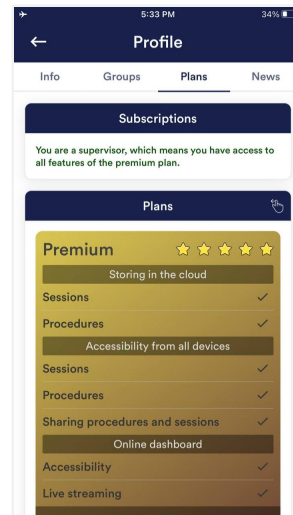 5:33 PM
34%
Profile
Info Groups Plans News
Subscriptions
You are a supervisor, which means you have access to
all features of the premium plan.
Plans
Premium
Storing in the cloud
Sessions
Procedures
Accessibility from all devices
Sessions
Procedures
Sharing procedures and sessions
Online dashboard
Accessibility
Live streaming